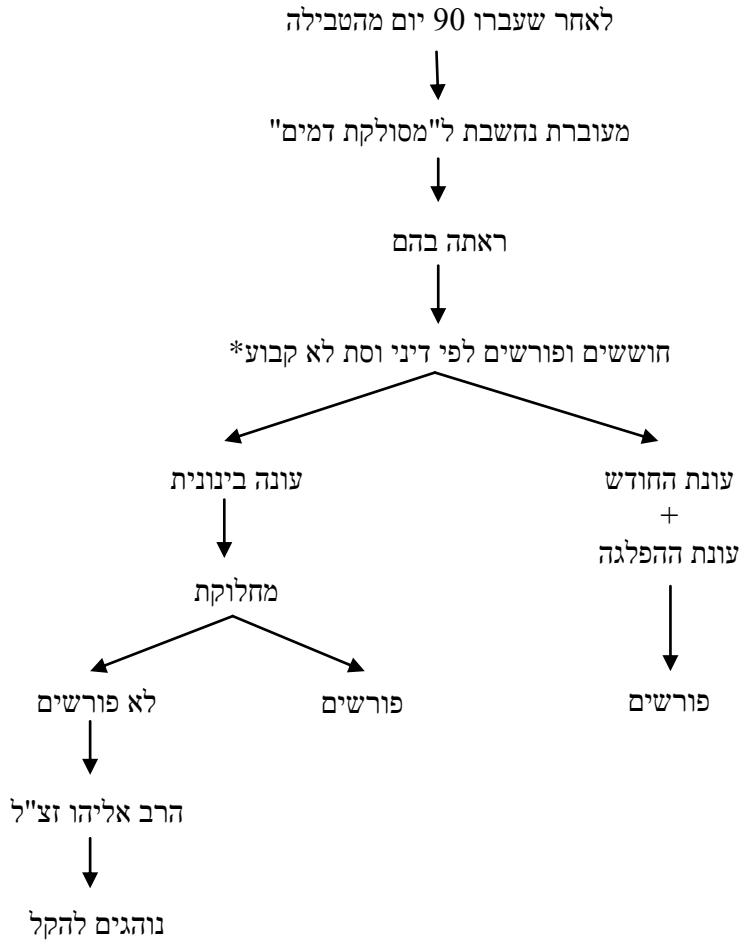 לאחר שעברו 90 יום מהטבילה
מעוברת נחשבת ל"מסולקת דמים"
ראתה בהם
חוששים ופורשים לפי דיני וסת לא קבוע*
עונת החודש
+
עונת ההפלגה
פורשים
עונה בינונית
מחלוקת
פורשים
לא פורשים
הרב אליהו זצ"ל
נוהגים להקל